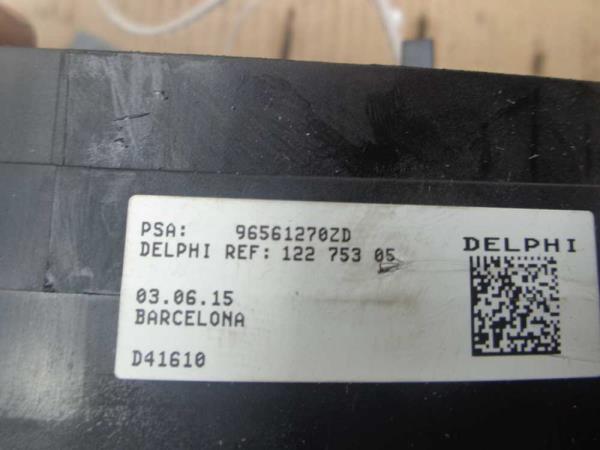 PSA: 96561270ZD
DELPHI REF: 122 753 05
DELPHI
03.06.15
BARCELONA
D41610